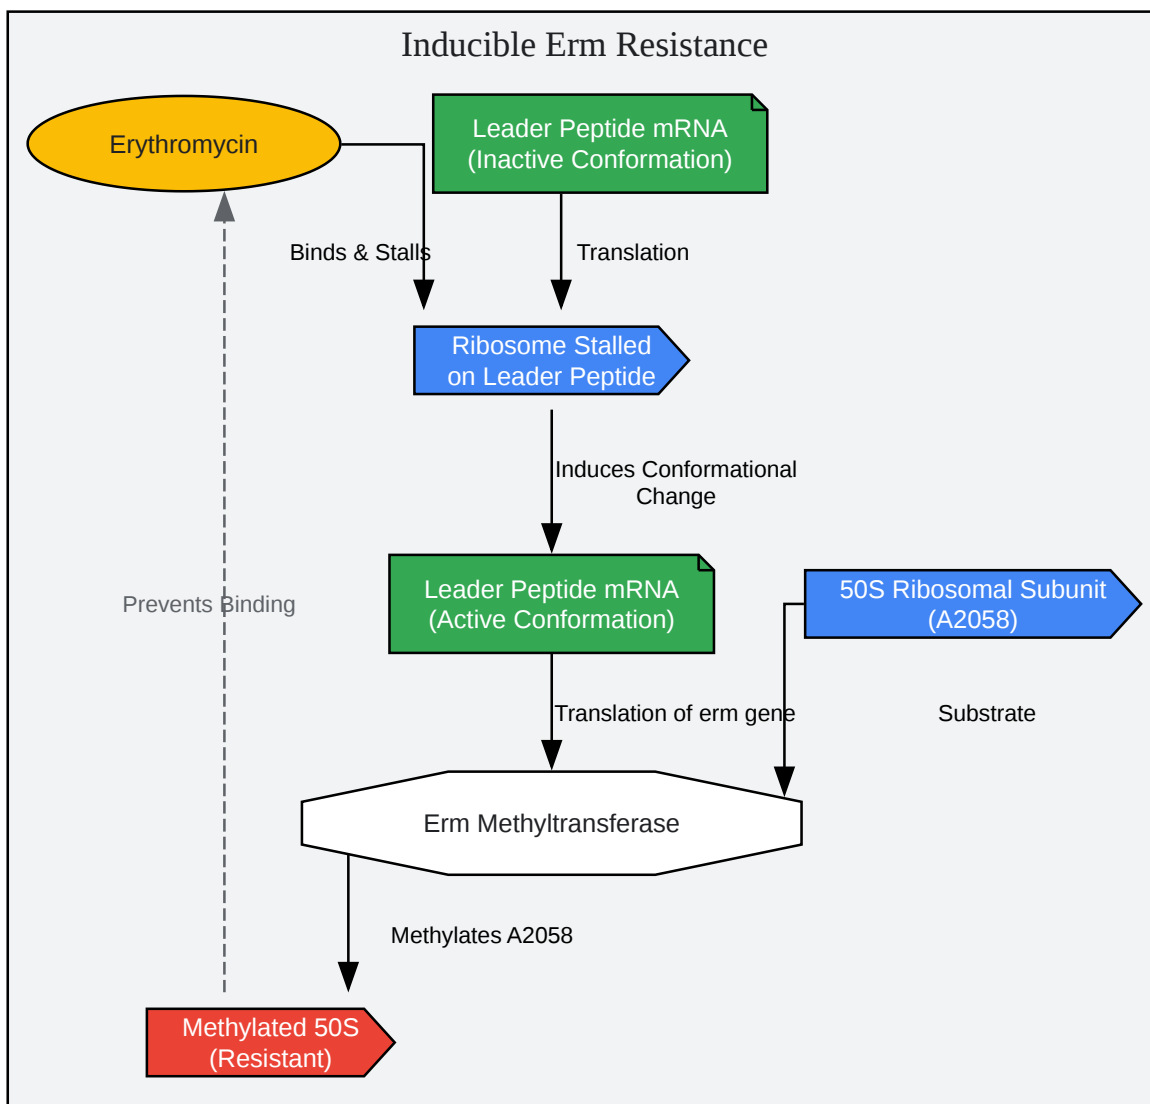 Inducible Erm Resistance
Erythromycin
Leader Peptide mRNA
(Inactive Conformation)
Binds & Stalls
Translation
Ribosome Stalled
on Leader Peptide
Induces Conformational
Change
Leader Peptide mRNA
(Active Conformation)
50S Ribosomal Subunit
(A2058)
Prevents Binding
Translation of erm gene
Substrate
Erm Methyltransferase
Methylates A2058
Methylated 50S
(Resistant)